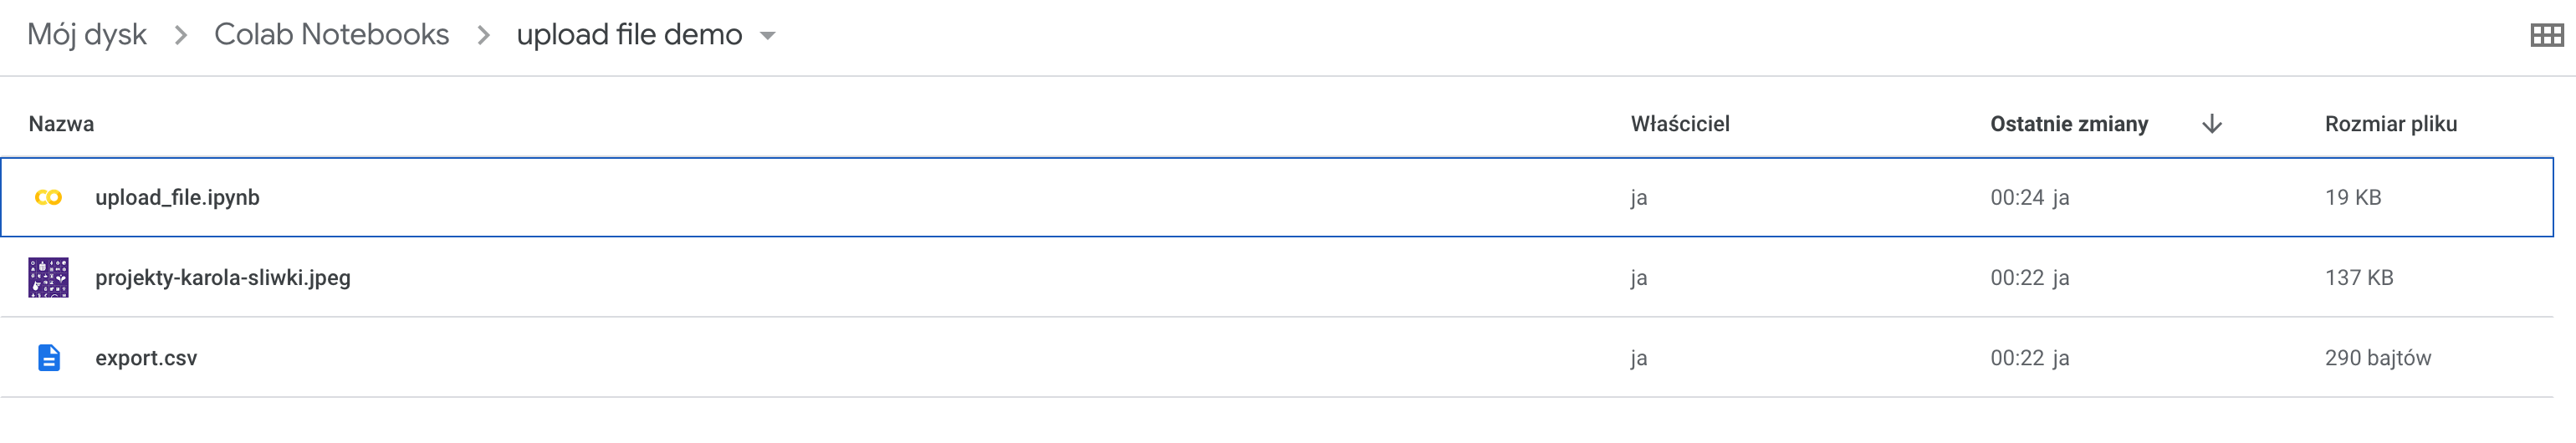 Mój dysk > Colab Notebooks > upload file demo
Nazwa Właściciel Ostatnie zmiany Rozmiar pliku
upload_file.ipynb ja 00:24 ja 19 KB
projekty-karola-sliwki.jpeg ja 00:22 ja 137 KB
export.csv ja 00:22 ja 290 bajtów